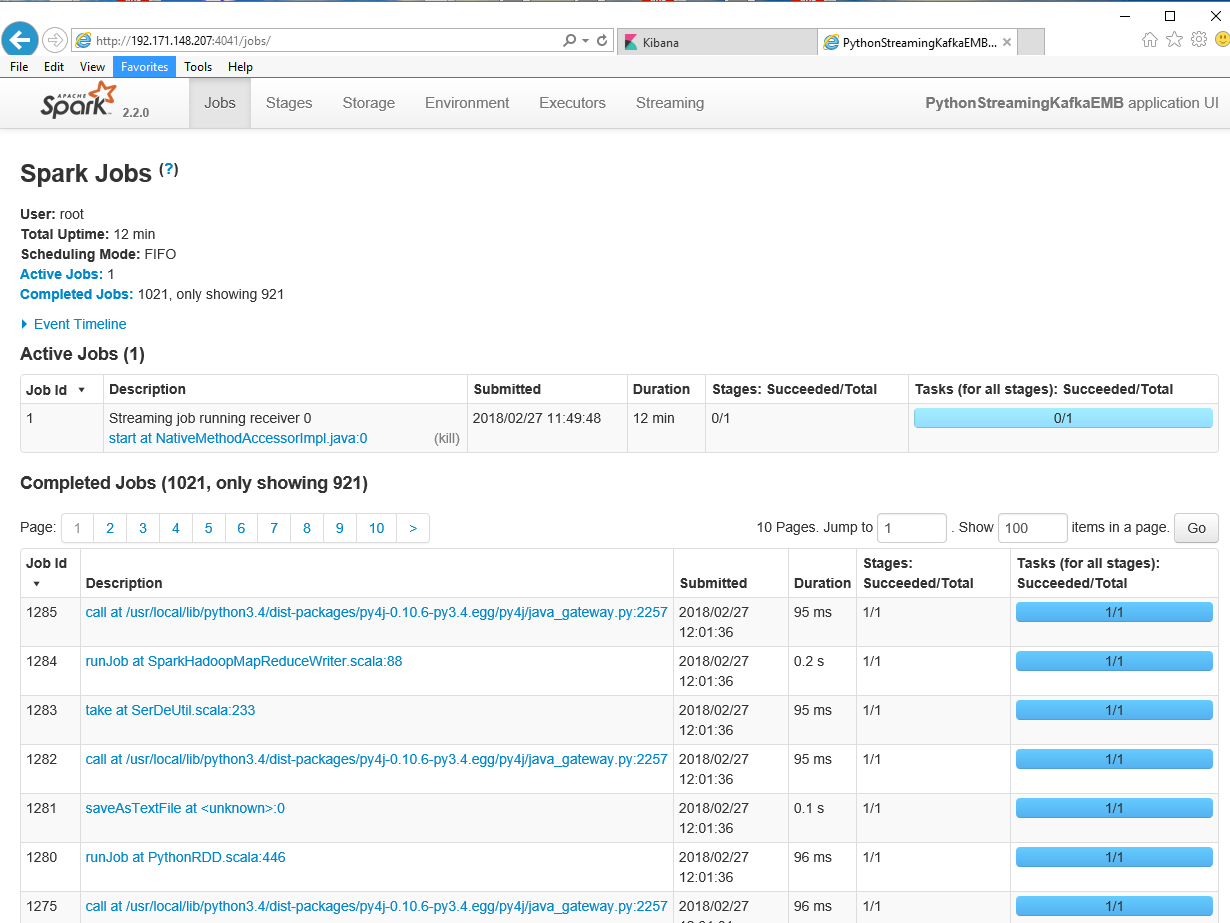 http://192.171.148.207:4041/jobs/
Kibana
PythonStreamingKafkaEMB...
File Edit View Favorites Tools Help
APACHE
Spark 2.2.0
Jobs Stages Storage Environment Executors Streaming
PythonStreamingKafkaEMB application UI
Spark Jobs (?)
User: root
Total Uptime: 12 min
Scheduling Mode: FIFO
Active Jobs: 1
Completed Jobs: 1021, only showing 921
Event Timeline
Active Jobs (1)
Job Id Description Submitted Duration Stages: Succeeded/Total Tasks (for all stages): Succeeded/Total
1 Streaming job running receiver 0 2018/02/27 11:49:48 12 min 0/1 0/1
start at NativeMethodAccessorImpl.java:0 (kill)
Completed Jobs (1021, only showing 921)
Page: 1 2 3 4 5 6 7 8 9 10 > 10 Pages. Jump to 1 . Show 100 items in a page. Go
Job Id Stages: Tasks (for all stages):
Description Submitted Duration Succeeded/Total Succeeded/Total
1285 call at /usr/local/lib/python3.4/dist-packages/py4j-0.10.6-py3.4.egg/py4j/java_gateway.py:2257 2018/02/27 95 ms 1/1 1/1
12:01:36
1284 runJob at SparkHadoopMapReduceWriter.scala:88 2018/02/27 0.2 s 1/1 1/1
12:01:36
1283 take at SerDeUtil.scala:233 2018/02/27 95 ms 1/1 1/1
12:01:36
1282 call at /usr/local/lib/python3.4/dist-packages/py4j-0.10.6-py3.4.egg/py4j/java_gateway.py:2257 2018/02/27 95 ms 1/1 1/1
12:01:36
1281 saveAsTextFile at <unknown>:0 2018/02/27 0.1 s 1/1 1/1
12:01:36
1280 runJob at PythonRDD.scala:446 2018/02/27 96 ms 1/1 1/1
12:01:36
1275 call at /usr/local/lib/python3.4/dist-packages/py4j-0.10.6-py3.4.egg/py4j/java_gateway.py:2257 2018/02/27 96 ms 1/1 1/1